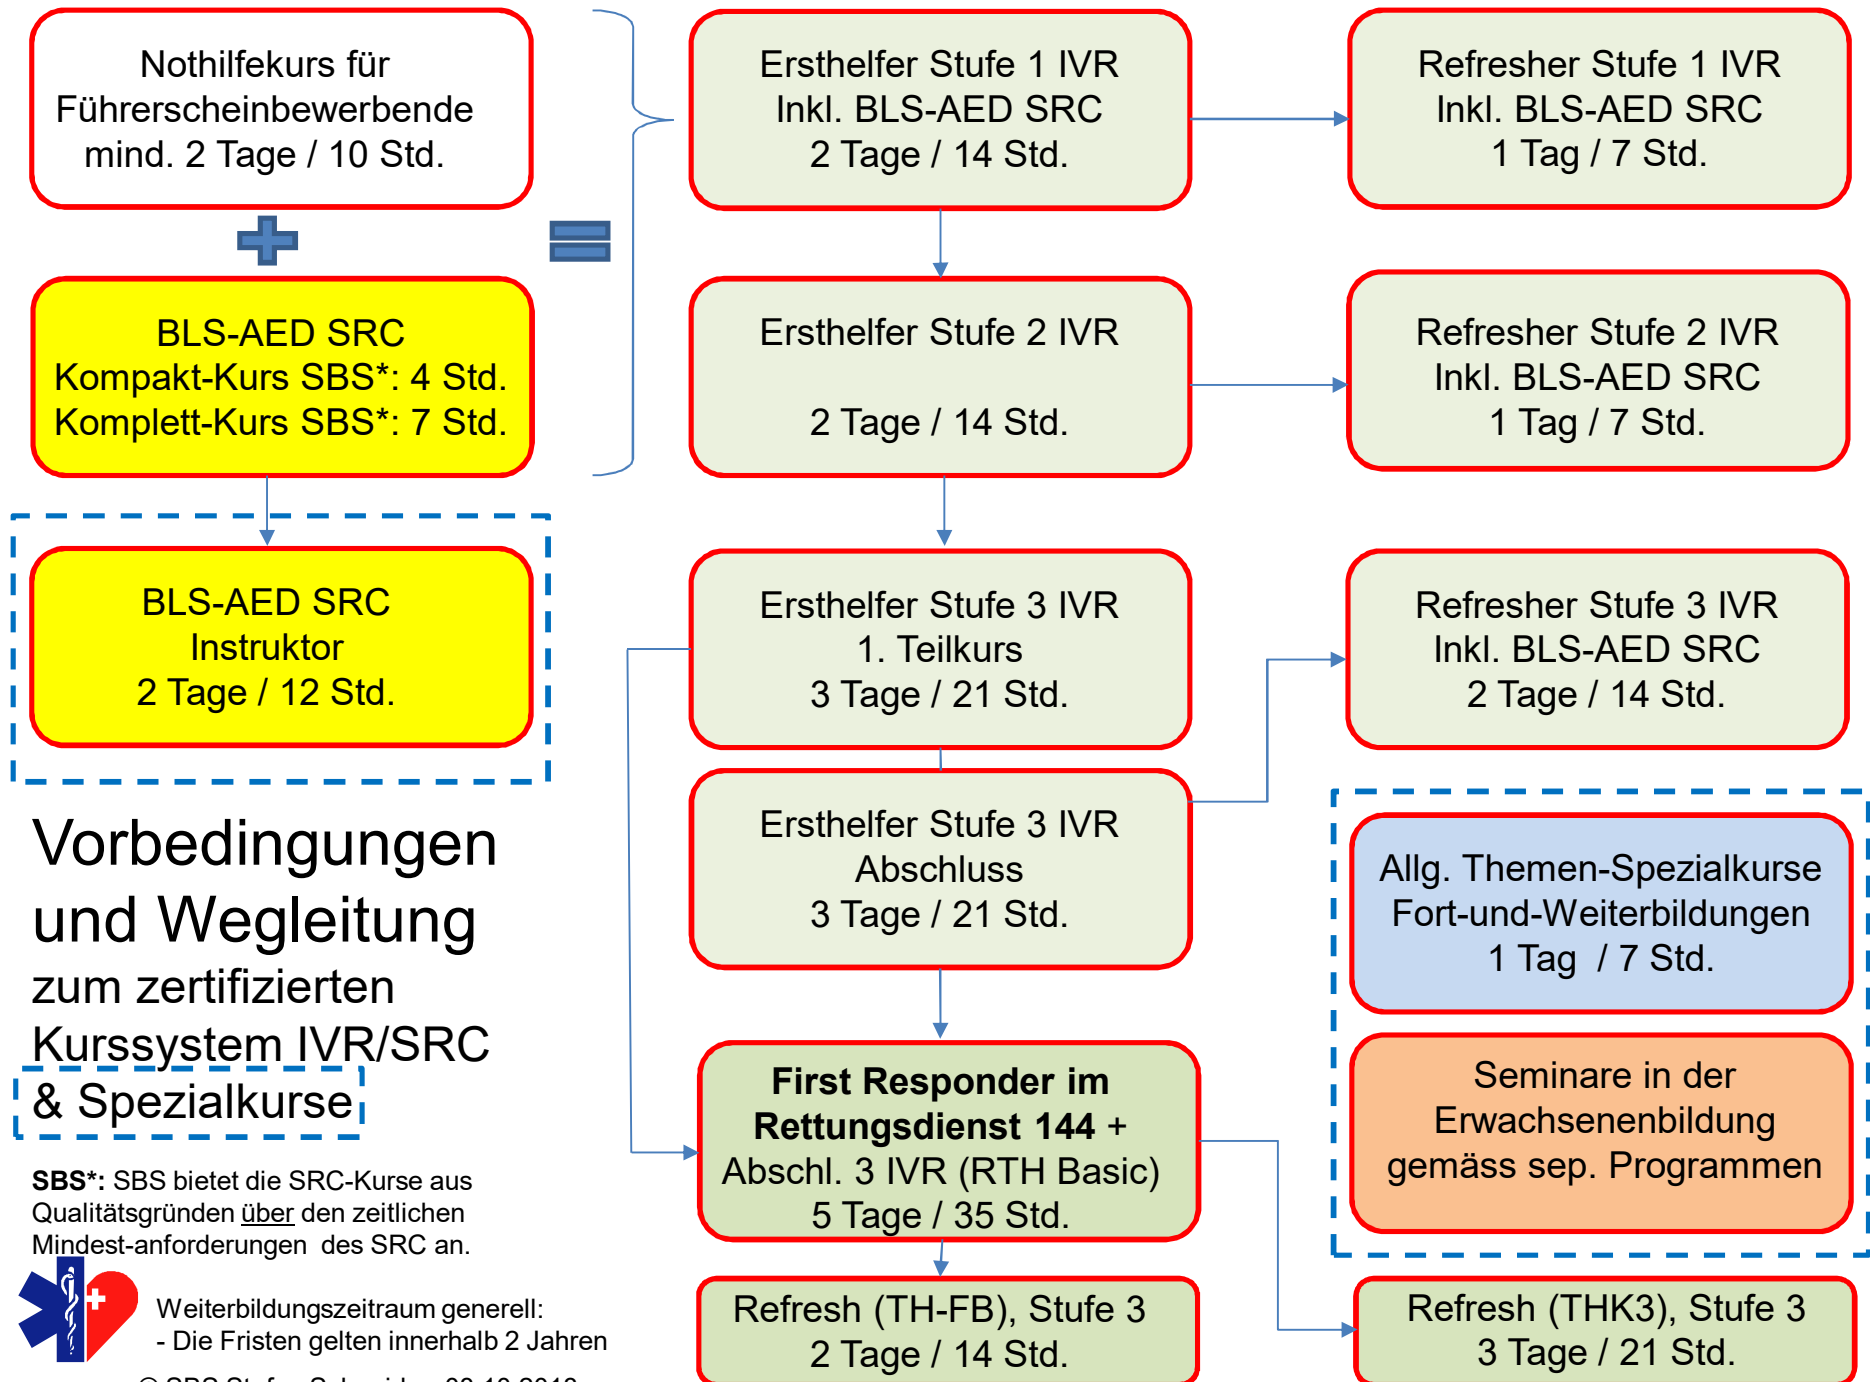 Nothilfekurs für
Führerscheinbewerbende
mind. 2 Tage / 10 Std.
BLS-AED SRC
Kompakt-Kurs SBS*: 4 Std.
Komplett-Kurs SBS*: 7 Std.
BLS-AED SRC
Instruktor
2 Tage / 12 Std.
Ersthelfer Stufe 1 IVR
Inkl. BLS-AED SRC
2 Tage / 14 Std.
Refresher Stufe 1 IVR
Inkl. BLS-AED SRC
1 Tag / 7 Std.
Ersthelfer Stufe 2 IVR
2 Tage / 14 Std.
Refresher Stufe 2 IVR
Inkl. BLS-AED SRC
1 Tag / 7 Std.
Ersthelfer Stufe 3 IVR
1. Teilkurs
3 Tage / 21 Std.
Refresher Stufe 3 IVR
Inkl. BLS-AED SRC
2 Tage / 14 Std.
Ersthelfer Stufe 3 IVR
Abschluss
3 Tage / 21 Std.
Allg. Themen-Spezialkurse
Fort-und-Weiterbildungen
1 Tag / 7 Std.
Seminare in der
Erwachsenenbildung
gemäss sep. Programmen
First Responder im
Rettungsdienst 144 +
Abschl. 3 IVR (RTH Basic)
5 Tage / 35 Std.
Refresh (TH-FB), Stufe 3
2 Tage / 14 Std.
Refresh (THK3), Stufe 3
3 Tage / 21 Std.
Vorbedingungen
und Wegleitung
zum zertifizierten
Kurssystem IVR/SRC
& Spezialkurse
SBS*: SBS bietet die SRC-Kurse aus
Qualitätsgründen über den zeitlichen
Mindest-anforderungen des SRC an.
Weiterbildungszeitraum generell:
- Die Fristen gelten innerhalb 2 Jahren